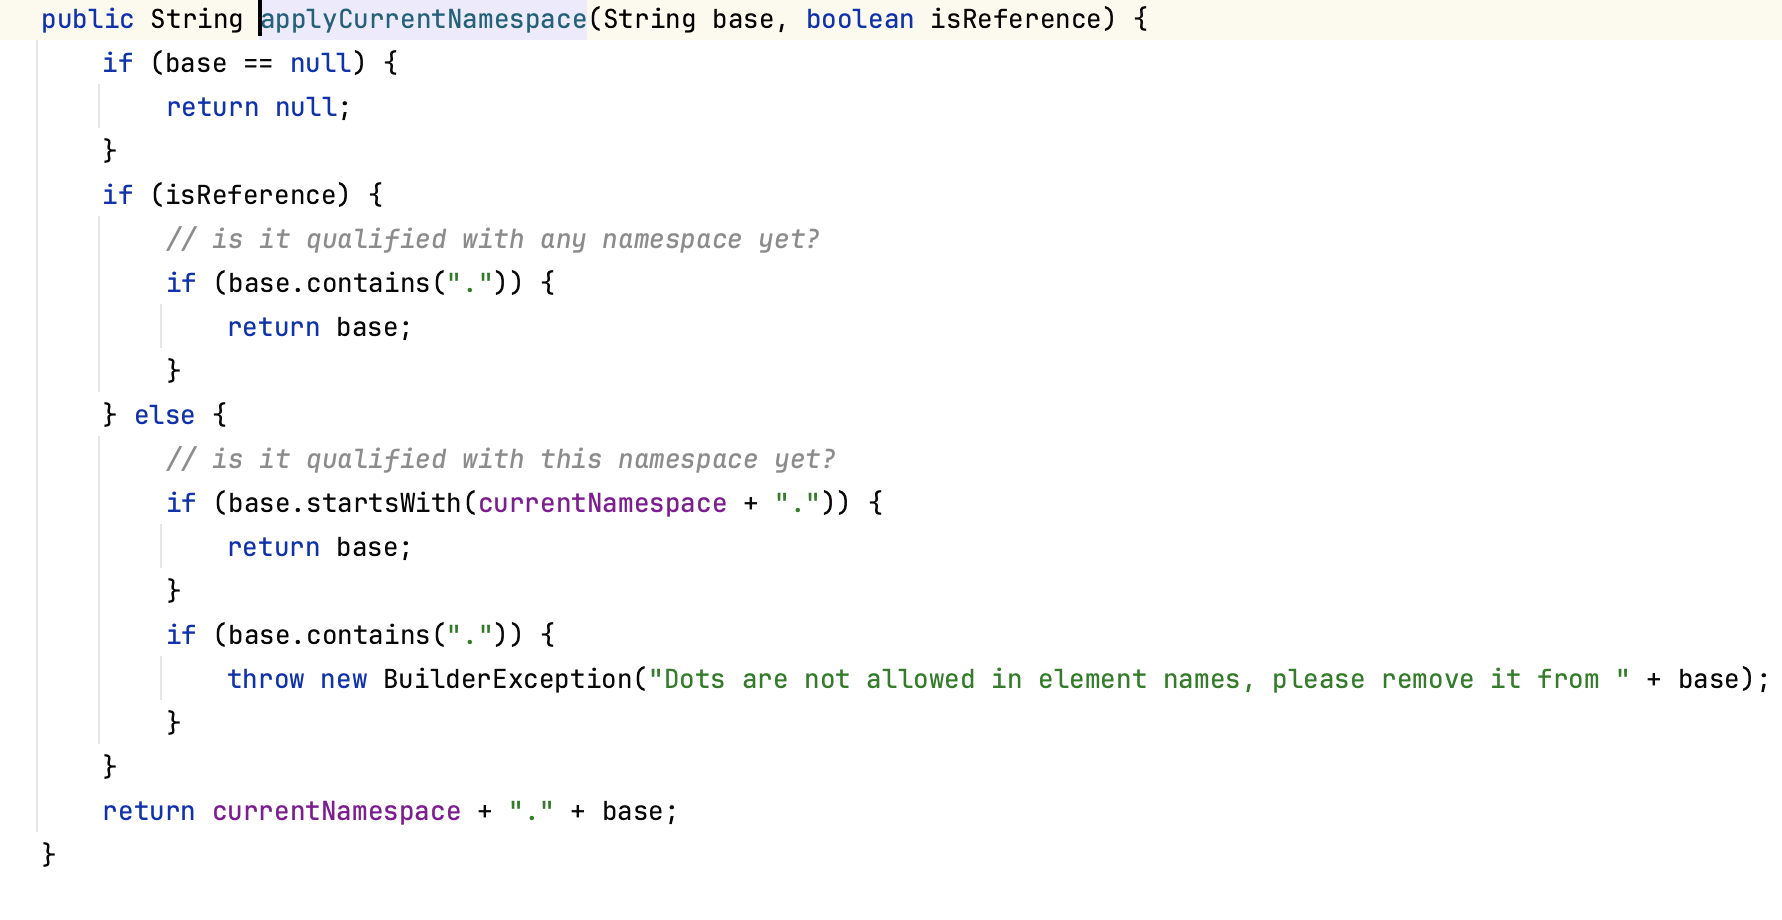 public String applyCurrentNamespace(String base, boolean isReference) {
    if (base == null) {
        return null;
    }
    if (isReference) {
        // is it qualified with any namespace yet?
        if (base.contains(".")) {
            return base;
        }
    } else {
        // is it qualified with this namespace yet?
        if (base.startsWith(currentNamespace + ".")) {
            return base;
        }
        if (base.contains(".")) {
            throw new BuilderException("Dots are not allowed in element names, please remove it from " + base);
        }
    }
    return currentNamespace + "." + base;
}